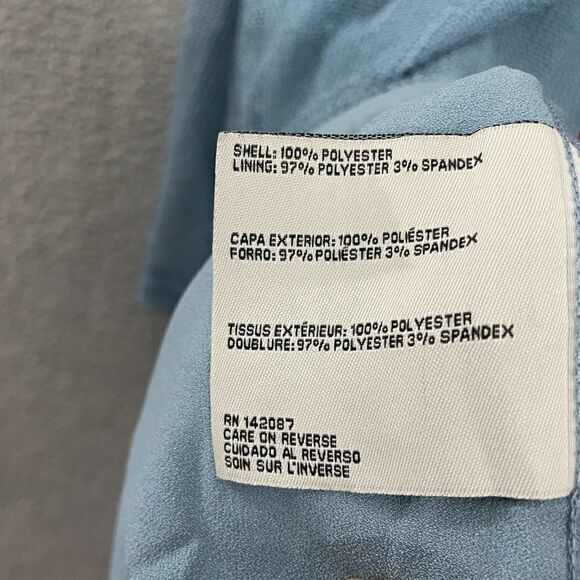 SHELL: 100% POLYESTER
LINING: 97% POLYESTER 3% SPANDEX
CAPA EXTERIOR: 100% POLIÉSTER
FORRO: 97% POLIÉSTER 3% SPANDEX
TISSUS EXTÉRIEUR: 100% POLYESTER
DOUBLURE: 97% POLYESTER 3% SPANDEX
RN 142087
CARE ON REVERSE
CUIDADO AL REVERSO
SOIN SUR L'INVERSE